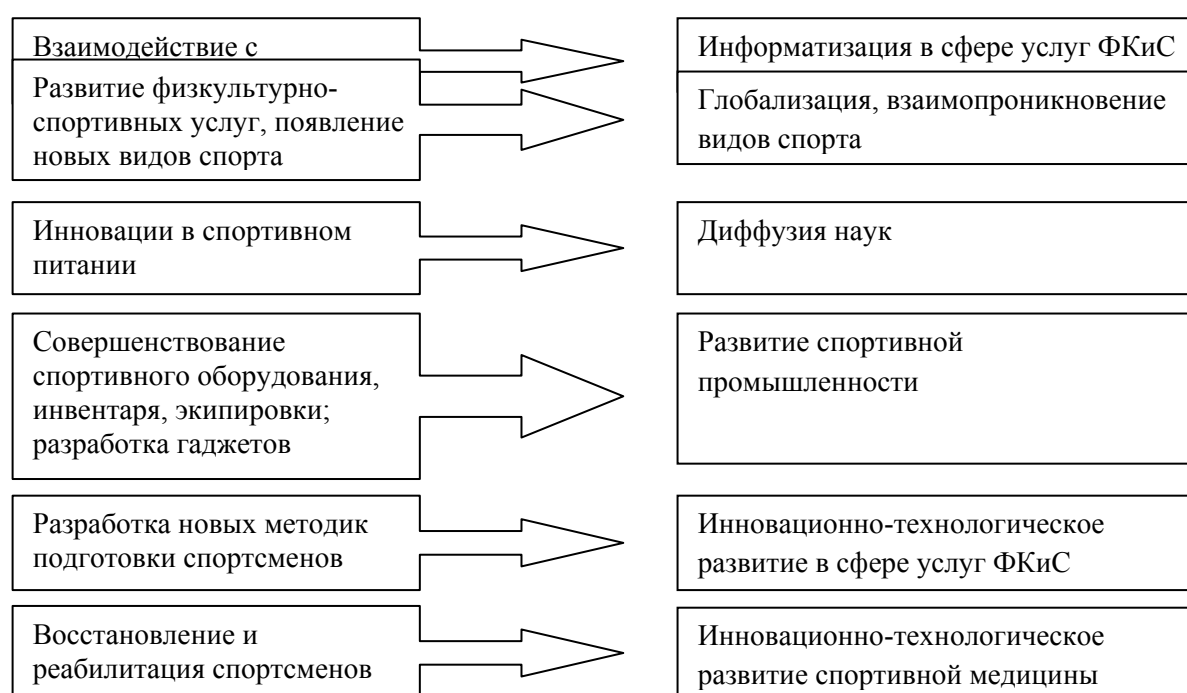 Взаимодействие с
Информатизация в сфере услуг ФКиС
Развитие физкультурно-
спортивных услуг, появление
новых видов спорта
Глобализация, взаимопроникновение
видов спорта
Инновации в спортивном
питании
Диффузия наук
Совершенствование
спортивного оборудования,
инвентаря, экипировки;
разработка гаджетов
Развитие спортивной
промышленности
Разработка новых методик
подготовки спортсменов
Инновационно-технологическое
развитие в сфере услуг ФКиС
Восстановление и
реабилитация спортсменов
Инновационно-технологическое
развитие спортивной медицины